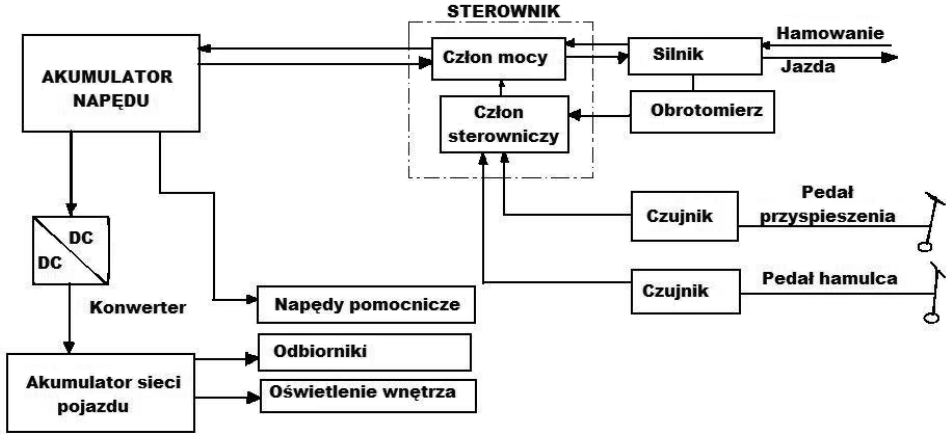 STEROWNIK
Hamowanie
Człon mocy
Silnik
Jazda
AKUMULATOR
NAPĘDU
Człon
sterowniczy
Obrotomierz
Pedał
przyspieszenia
Czujnik
DC
DC
Pedał hamulca
Czujnik
Konwerter
Napędy pomocnicze
Odbiorniki
Akumulator sieci
pojazdu
Oświetlenie wnętrza